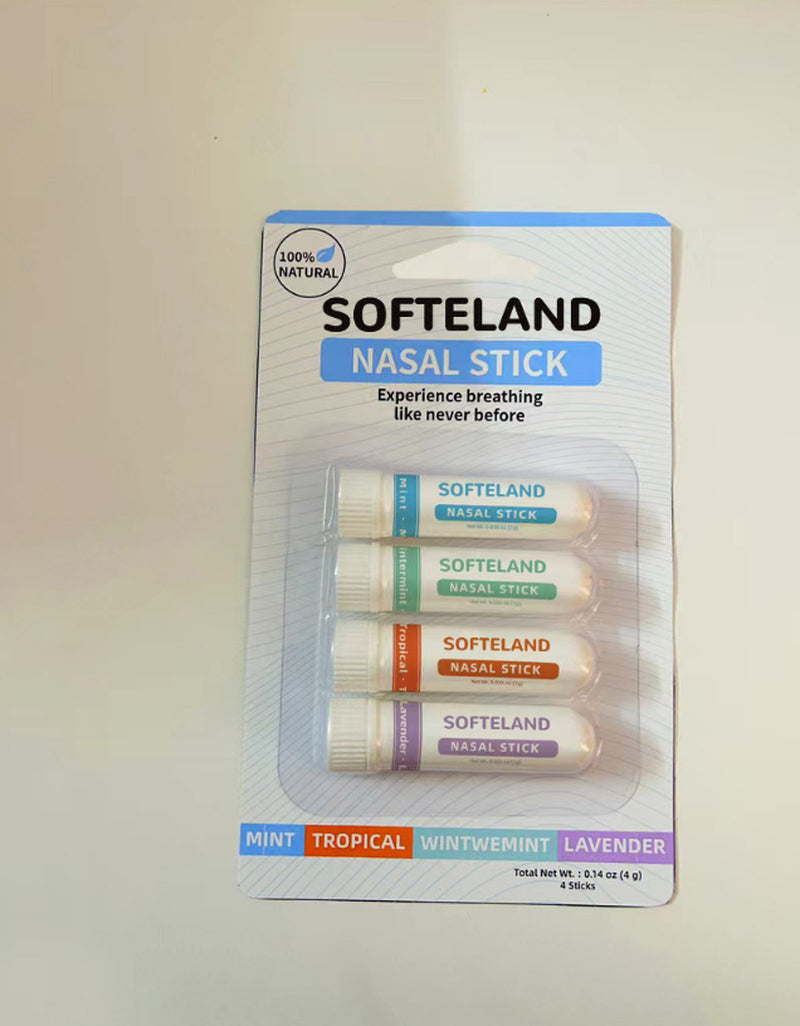 100%
NATURAL
SOFTELAND
NASAL STICK
Experience breathing
like never before
Mint · M
SOFTELAND
NASAL STICK
intermint
SOFTELAND
NASAL STICK
Tropical · T
SOFTELAND
NASAL STICK
Lavender · L
SOFTELAND
NASAL STICK
MINT TROPICAL WINTWEMINT LAVENDER
Total Net Wt. : 0.14 oz (4 g)
4 Sticks